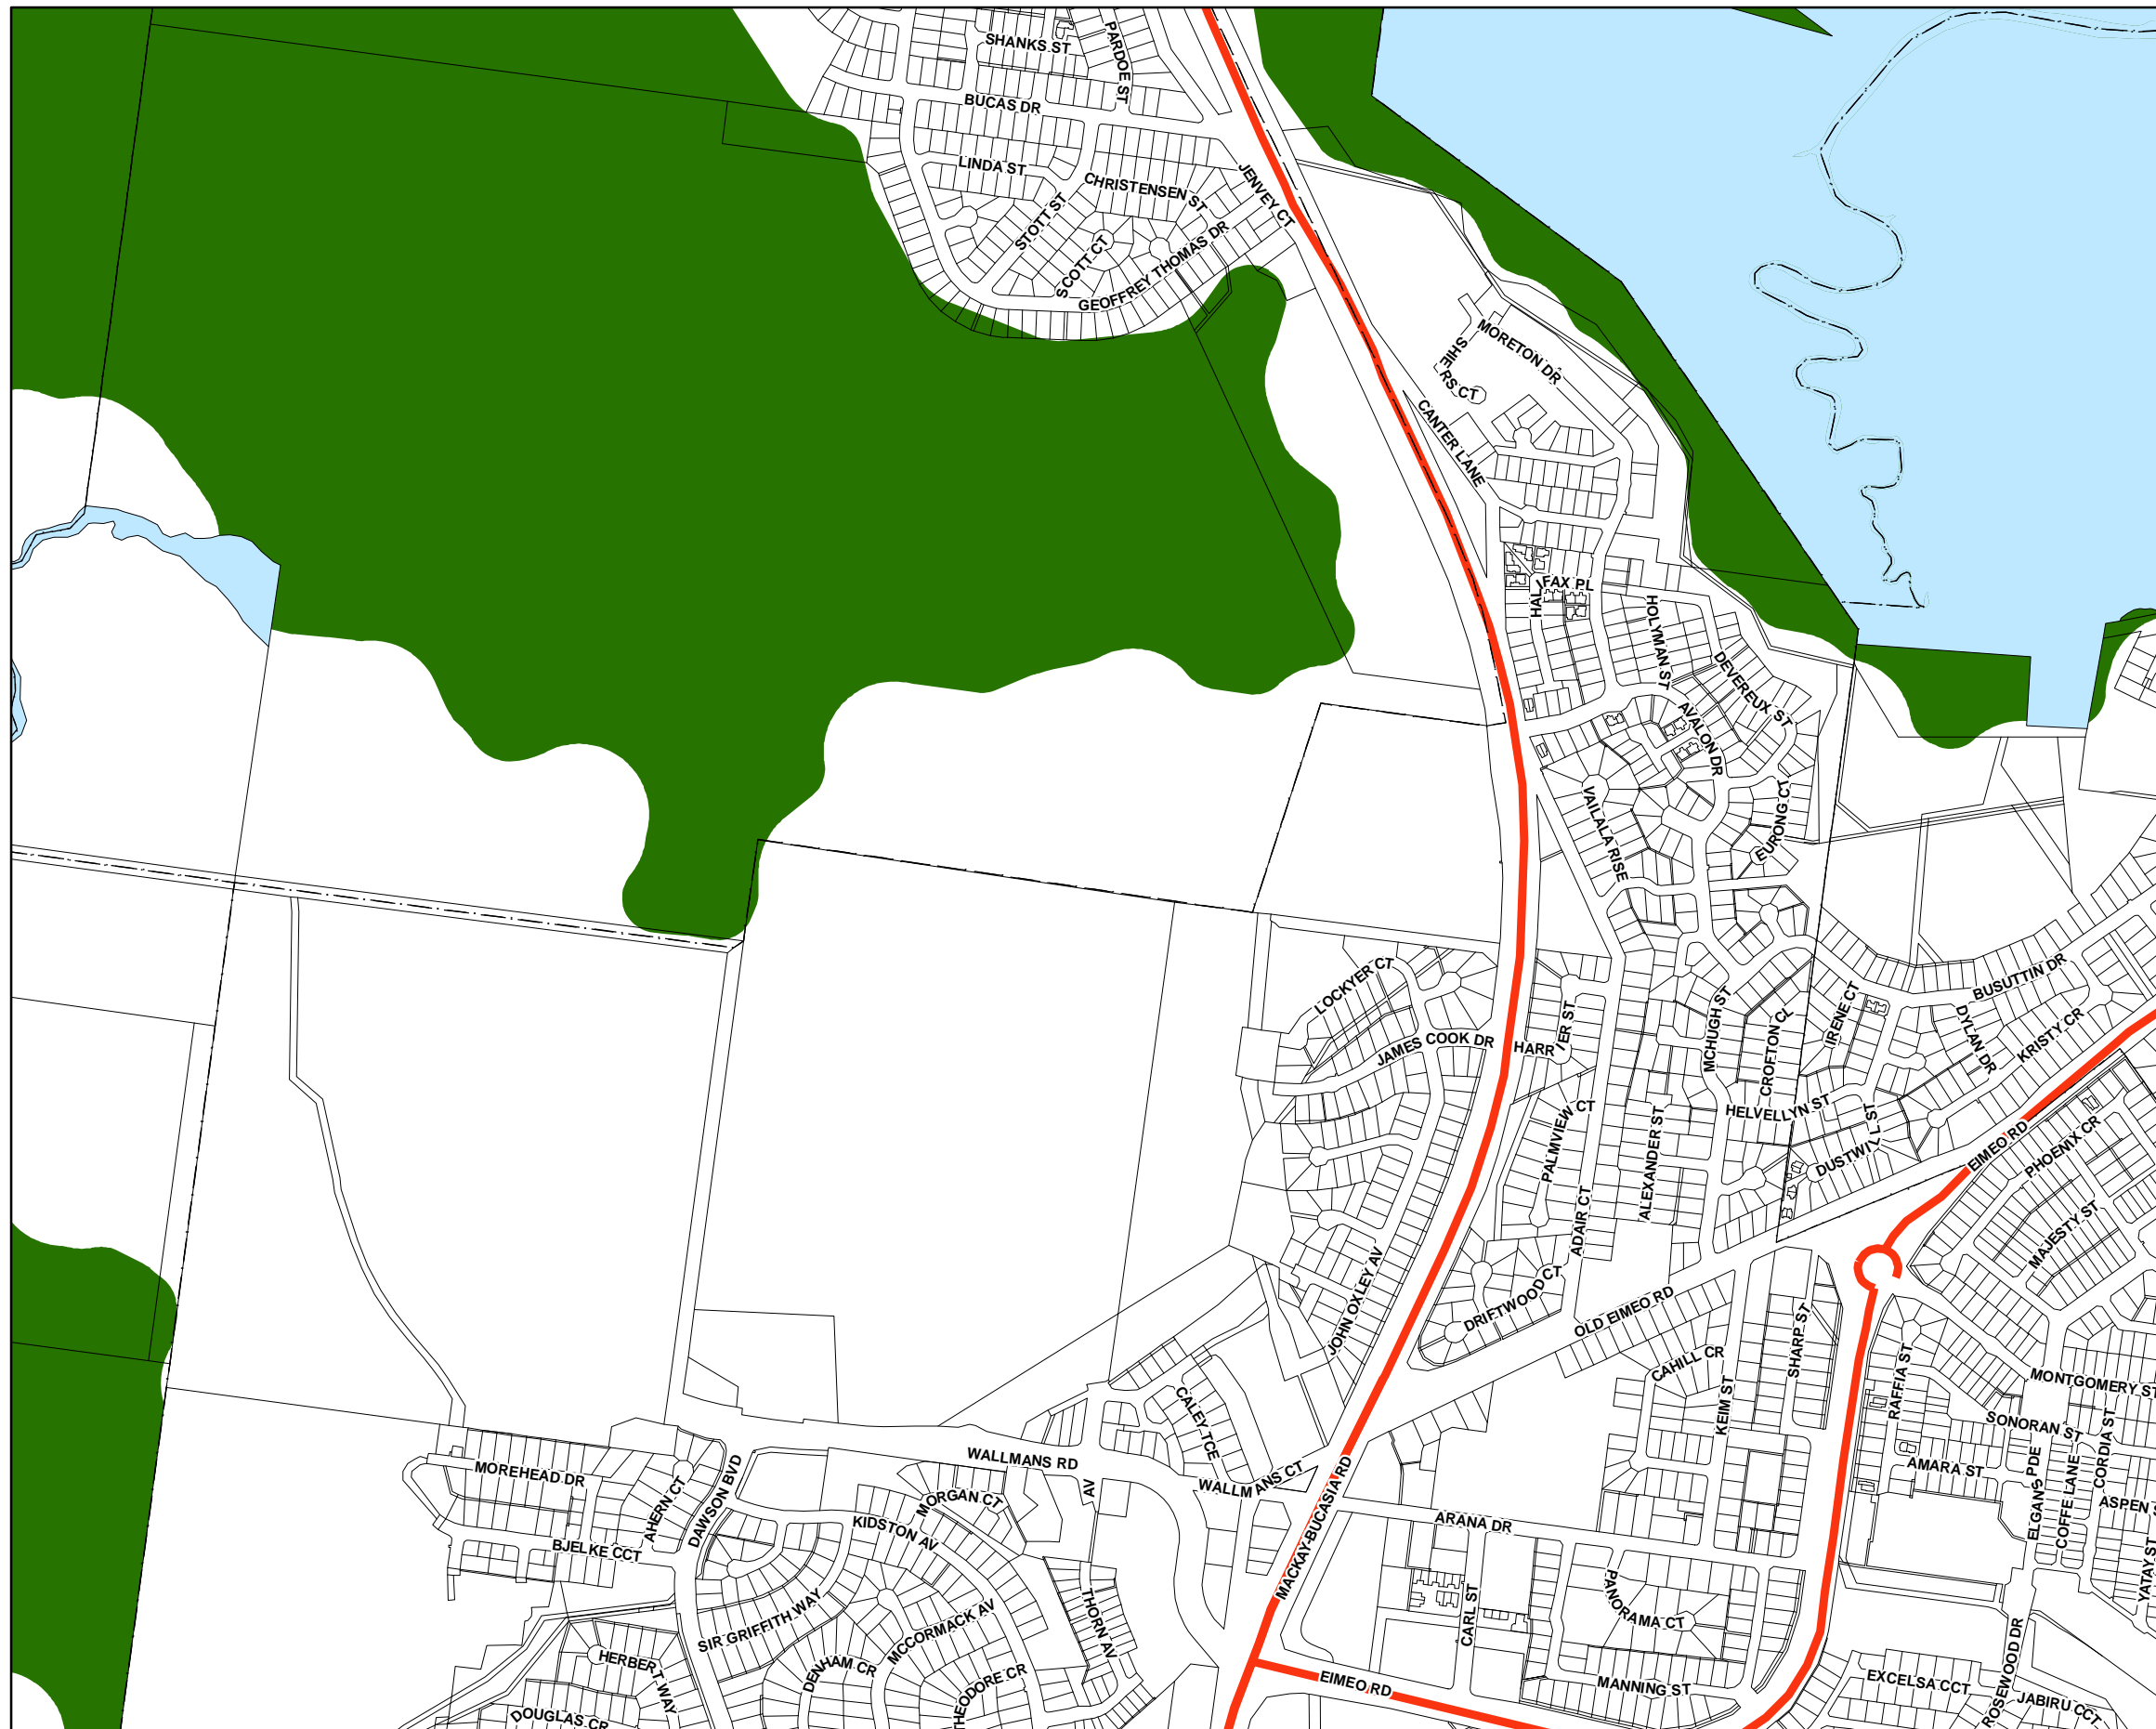 SHANKS ST
PARDOE ST
BUCAS DR
LINDA ST
CHRISTENSEN ST
JENVEY CT
STOTT ST
SCOTT CT
GEOFFREY THOMAS DR
MORETON DR
SHIE
RS CT
CANTER LANE
HALI
FAX PL
HOLYMAN ST
DEVEREUX ST
AVALON DR
VAILALA RISE
EURONG CT
LOCKYER CT
JAMES COOK DR
HARR
IER ST
MCHUGH ST
CROFTON CL
IRENE CT
BUSUTTIN DR
DYLAN DR
KRISTY CR
PALMVIEW CT
ALEXANDER ST
HELVELLYN ST
DUSTWILL ST
EIMEO RD
PHOENIX CR
ADAIR CT
MAJESTY ST
JOHN OXLEY AV
DRIFTWOOD CT
OLD EIMEO RD
SHARP ST
CAHILL CR
KEIM ST
RAFFIA ST
MONTGOMERY ST
SONORAN ST
CORDIA ST
CALEY TCE
WALLMANS RD
WALLMANS CT
MOREHEAD DR
AHERN CT
DAWSON BVD
MORGAN CT
AV
MACKAY-BUCASIA RD
AMARA ST
ELGANS PDE
COFFE LANE
ASPEN S
ARANA DR
KIDSTON AV
BJELKE CCT
YATAY ST
SIR GRIFFITH WAY
MCCORMACK AV
THORN AV
CARL ST
PANORAMA CT
HERBERT WAY
DENHAM CR
THEODORE CR
EIMEO RD
MANNING ST
EXCELSA CCT
ROSEWOOD DR
JABIRU CCT
DOUGLAS CR